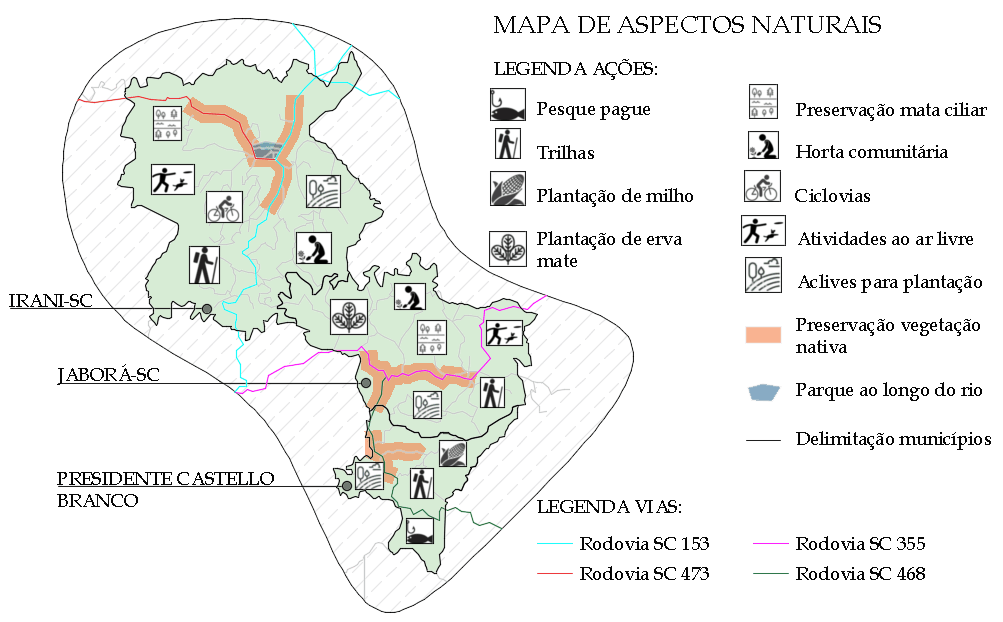 MAPA DE ASPECTOS NATURAIS
LEGENDA AÇÕES:
Pesque pague
Trilhas
Plantação de milho
Plantação de erva
mate
Preservação mata ciliar
Horta comunitária
Ciclovias
Atividades ao ar livre
Aclives para plantação
Preservação vegetação
nativa
Parque ao longo do rio
Delimitação municípios
IRANI-SC
JABORÁ-SC
PRESIDENTE CASTELLO
BRANCO
LEGENDA VIAS:
Rodovia SC 153
Rodovia SC 473
Rodovia SC 355
Rodovia SC 468